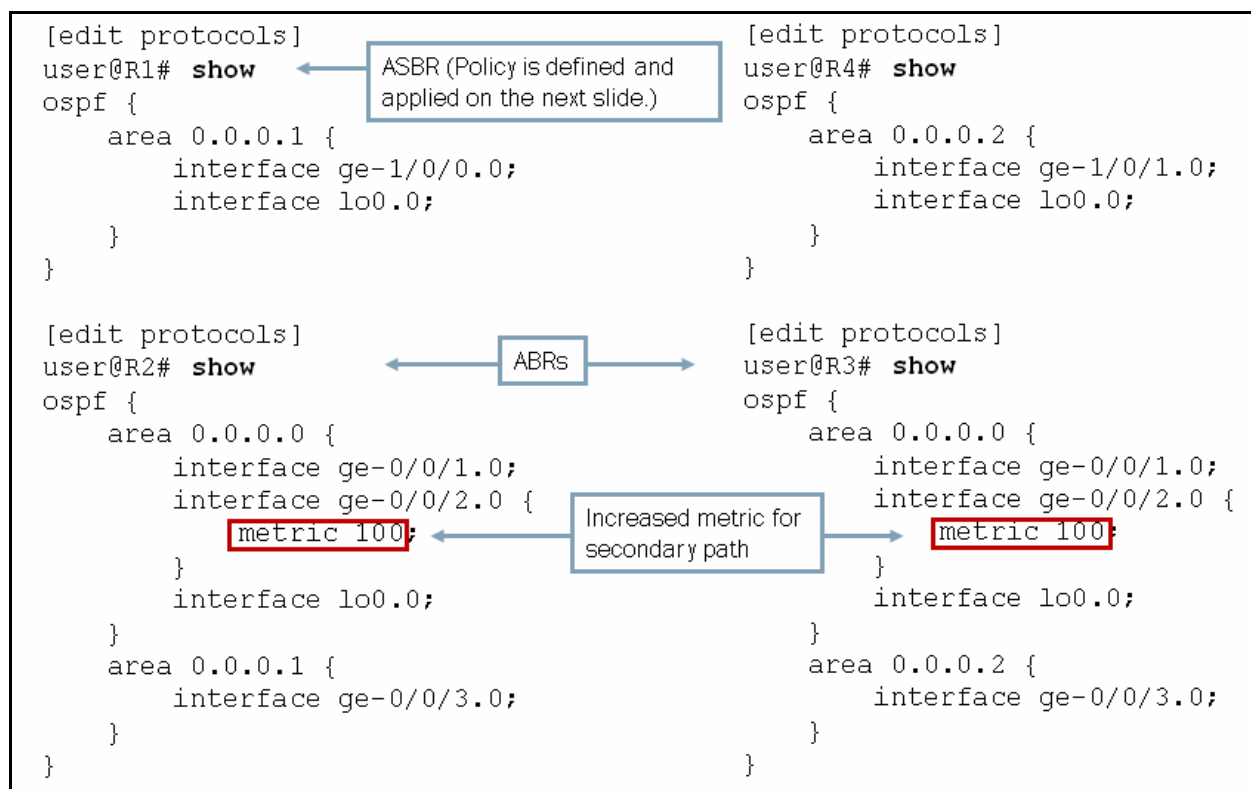 [edit protocols]
user@R1# show
ospf {
    area 0.0.0.1 {
        interface ge-1/0/0.0;
        interface lo0.0;
    }
}
ASBR (Policy is defined and
applied on the next slide.)
[edit protocols]
user@R4# show
ospf {
    area 0.0.0.2 {
        interface ge-1/0/1.0;
        interface lo0.0;
    }
}
[edit protocols]
user@R2# show
ospf {
    area 0.0.0.0 {
        interface ge-0/0/1.0;
        interface ge-0/0/2.0 {
            metric 100;
        }
        interface lo0.0;
    }
    area 0.0.0.1 {
        interface ge-0/0/3.0;
    }
}
ABRs
Increased metric for
secondary path
[edit protocols]
user@R3# show
ospf {
    area 0.0.0.0 {
        interface ge-0/0/1.0;
        interface ge-0/0/2.0 {
            metric 100;
        }
        interface lo0.0;
    }
    area 0.0.0.2 {
        interface ge-0/0/3.0;
    }
}